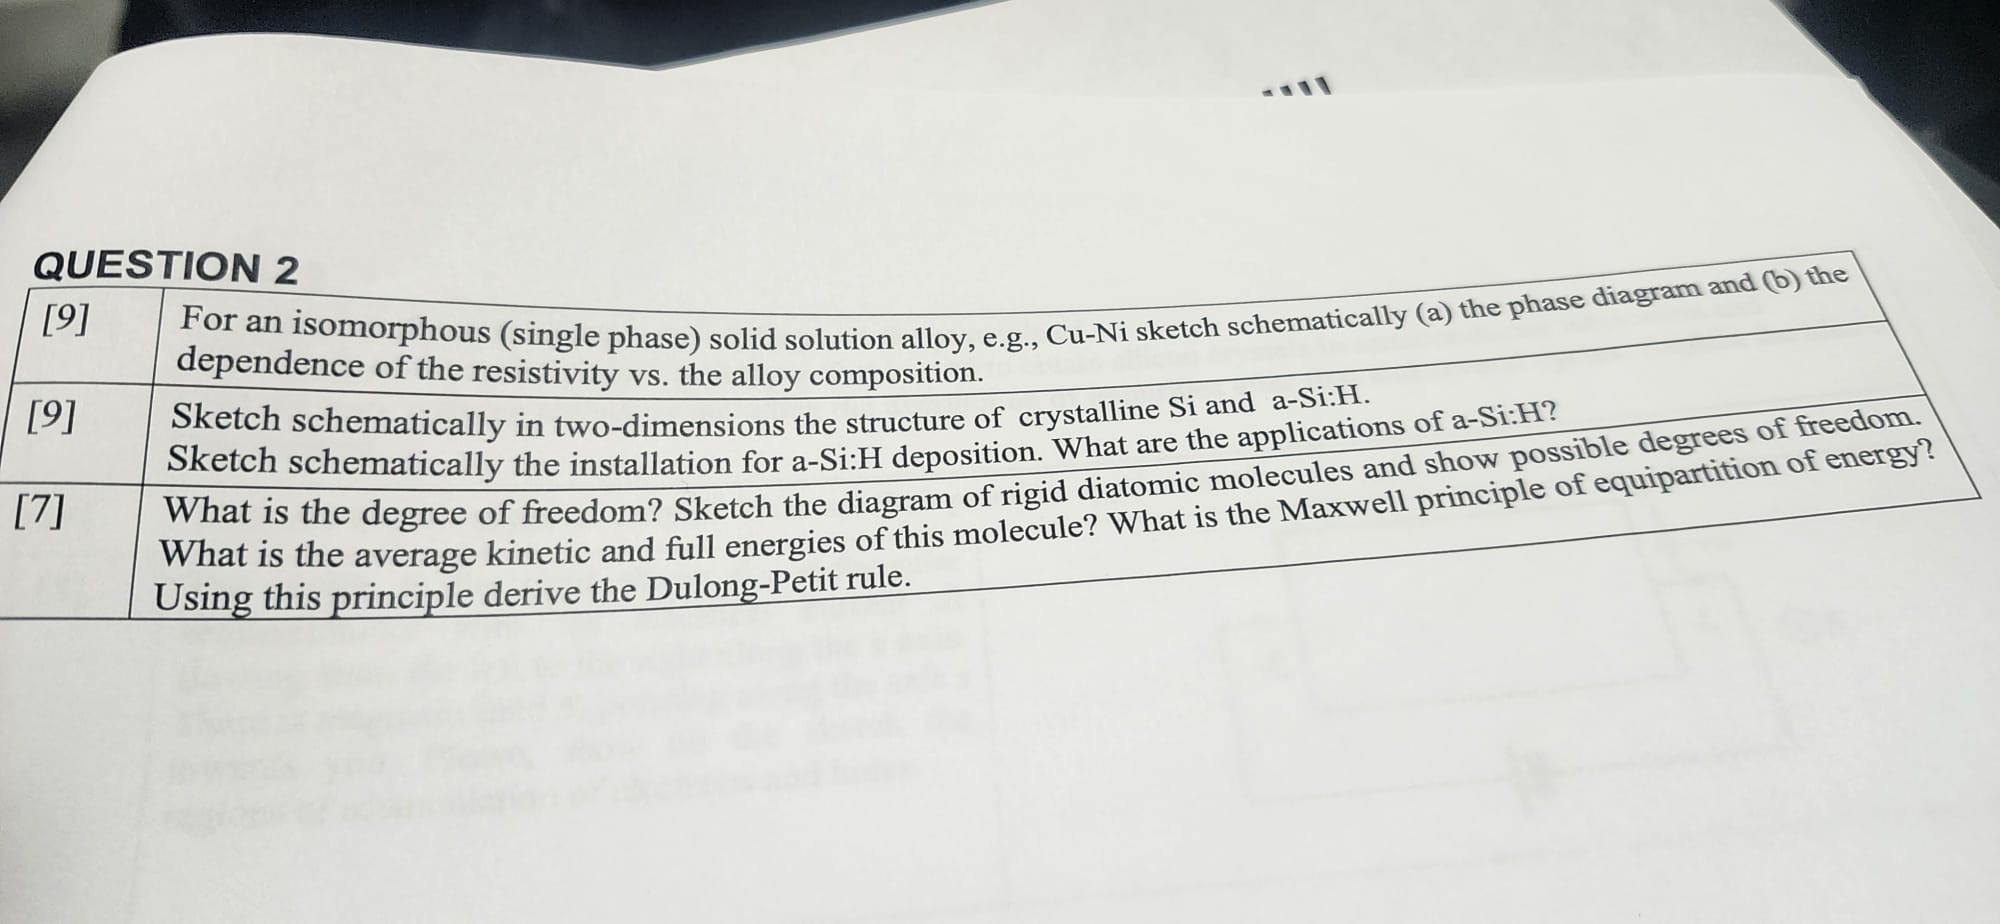 QUESTION 2
[9]
For an isomorphous (single phase) solid solution alloy, e.g., Cu-Ni sketch schematically (a) the phase diagram and (b) the
dependence of the resistivity vs. the alloy composition.
[9]
Sketch schematically in two-dimensions the structure of crystalline Si and a-Si:H.
Sketch schematically the installation for a-Si:H deposition. What are the applications of a-Si:H?
[7]
What is the degree of freedom? Sketch the diagram of rigid diatomic molecules and show possible degrees of freedom.
What is the average kinetic and full energies of this molecule? What is the Maxwell principle of equipartition of energy?
Using this principle derive the Dulong-Petit rule.